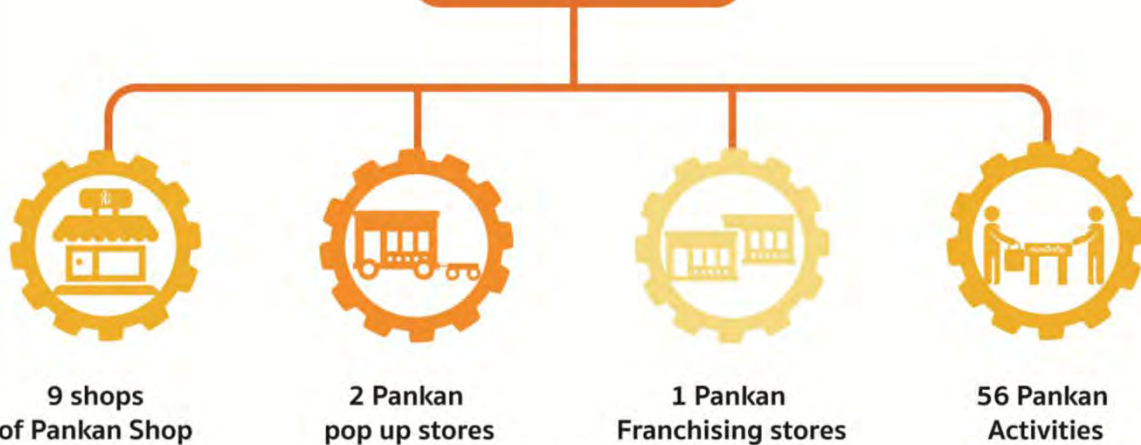 9 shops
of Pankan Shop
2 Pankan
pop up stores
1 Pankan
Franchising stores
56 Pankan
Activities